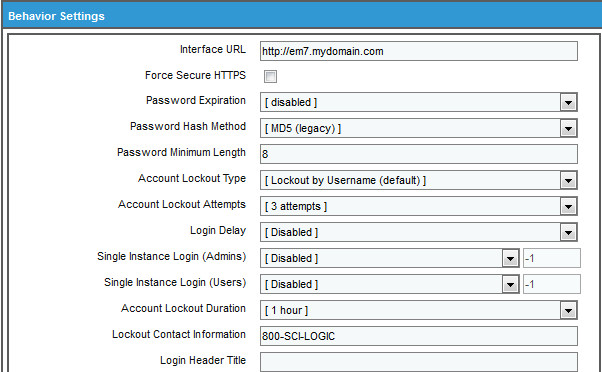 Behavior Settings
Interface URL http://em7.mydomain.com
Force Secure HTTPS
Password Expiration [ disabled ]
Password Hash Method [ MD5 (legacy) ]
Password Minimum Length 8
Account Lockout Type [ Lockout by Username (default) ]
Account Lockout Attempts [ 3 attempts ]
Login Delay [ Disabled ]
Single Instance Login (Admins) [ Disabled ] -1
Single Instance Login (Users) [ Disabled ] -1
Account Lockout Duration [ 1 hour ]
Lockout Contact Information 800-SCI-LOGIC
Login Header Title